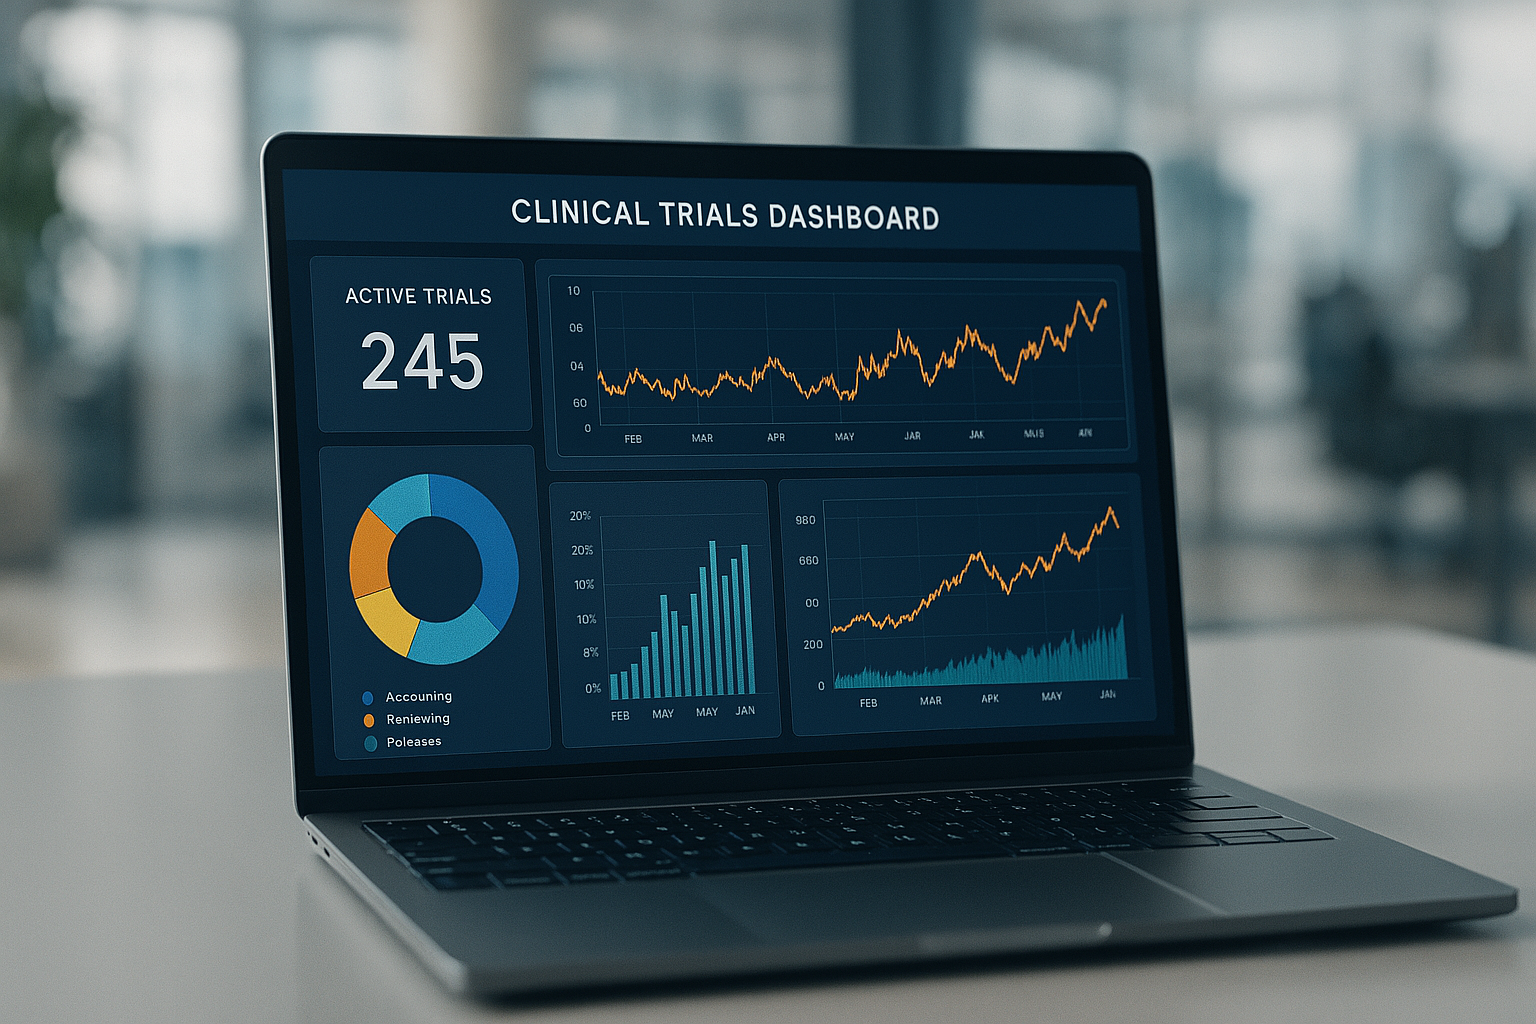 CLINICAL TRIALS DASHBOARD
ACTIVE TRIALS
245
10
06
04
60
0
FEB MAR APR MAY JAR JAK
Accouning
Reniewing
Poleases
20%
20%
10%
10%
8%
0%
FEB MAY MAY JAN
980
660
00
200
0
FEB MAR APK MAY JAN